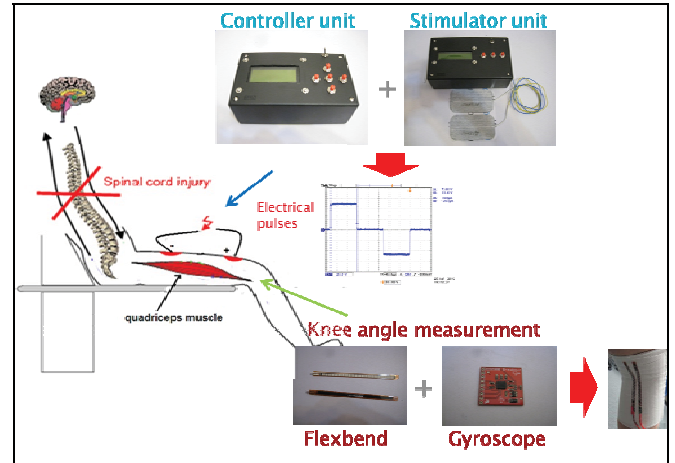 Controller unit
Stimulator unit
+
Spinal cord injury
Electrical
pulses
- +
quadriceps muscle
Knee angle measurement
+
Flexbend
Gyroscope